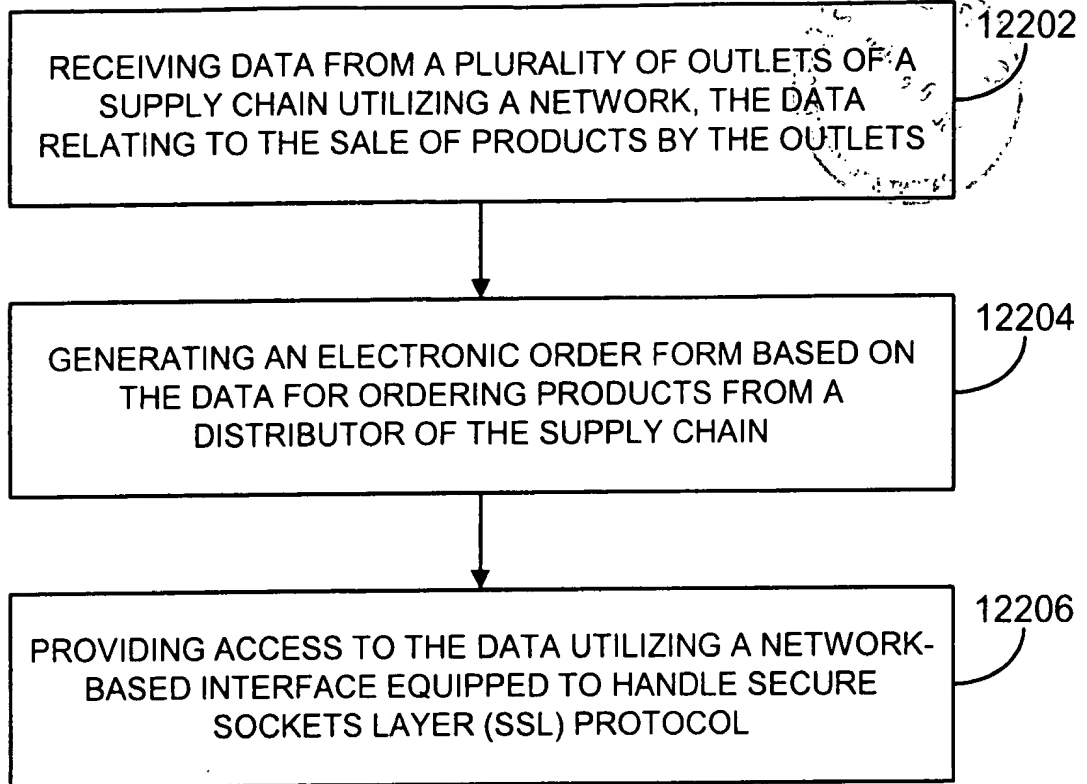 12202
RECEIVING DATA FROM A PLURALITY OF OUTLETS OF A
SUPPLY CHAIN UTILIZING A NETWORK, THE DATA
RELATING TO THE SALE OF PRODUCTS BY THE OUTLETS
12204
GENERATING AN ELECTRONIC ORDER FORM BASED ON
THE DATA FOR ORDERING PRODUCTS FROM A
DISTRIBUTOR OF THE SUPPLY CHAIN
12206
PROVIDING ACCESS TO THE DATA UTILIZING A NETWORK-
BASED INTERFACE EQUIPPED TO HANDLE SECURE
SOCKETS LAYER (SSL) PROTOCOL